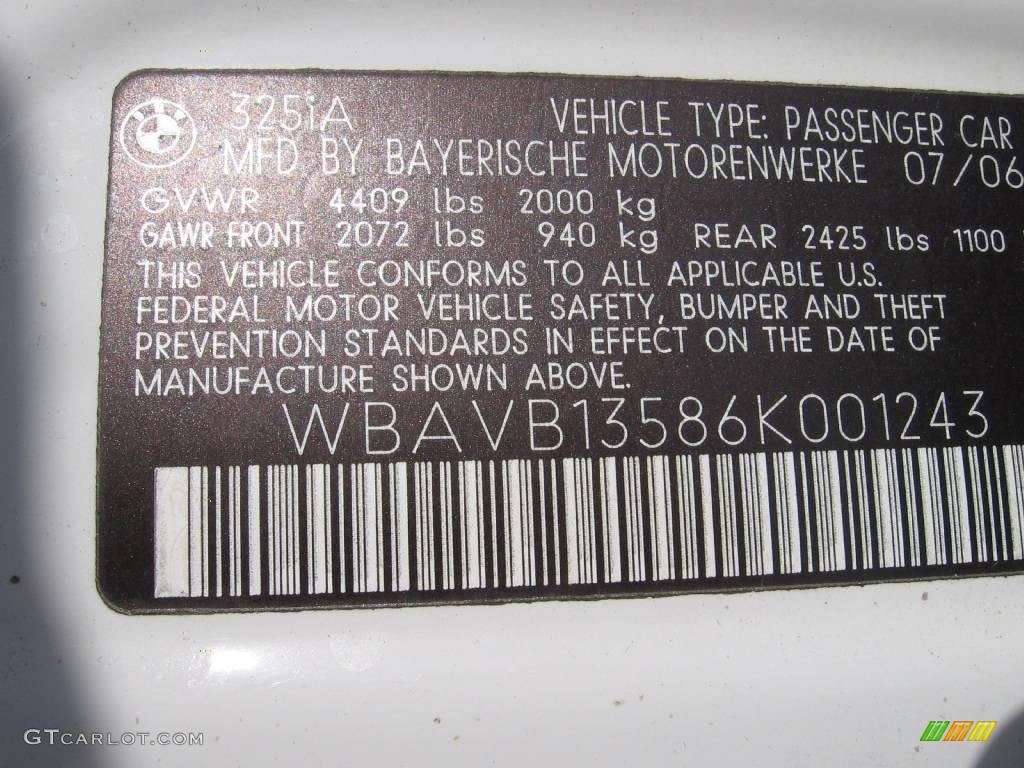 325iA VEHICLE TYPE: PASSENGER CAR
MFD BY BAYERISCHE MOTORENWERKE 07/06
GVWR 4409 lbs 2000 kg
GAWR FRONT 2072 lbs 940 kg REAR 2425 lbs 1100
THIS VEHICLE CONFORMS TO ALL APPLICABLE U.S.
FEDERAL MOTOR VEHICLE SAFETY, BUMPER AND THEFT
PREVENTION STANDARDS IN EFFECT ON THE DATE OF
MANUFACTURE SHOWN ABOVE.
WBAVB13586K001243
GTCARLOT.COM